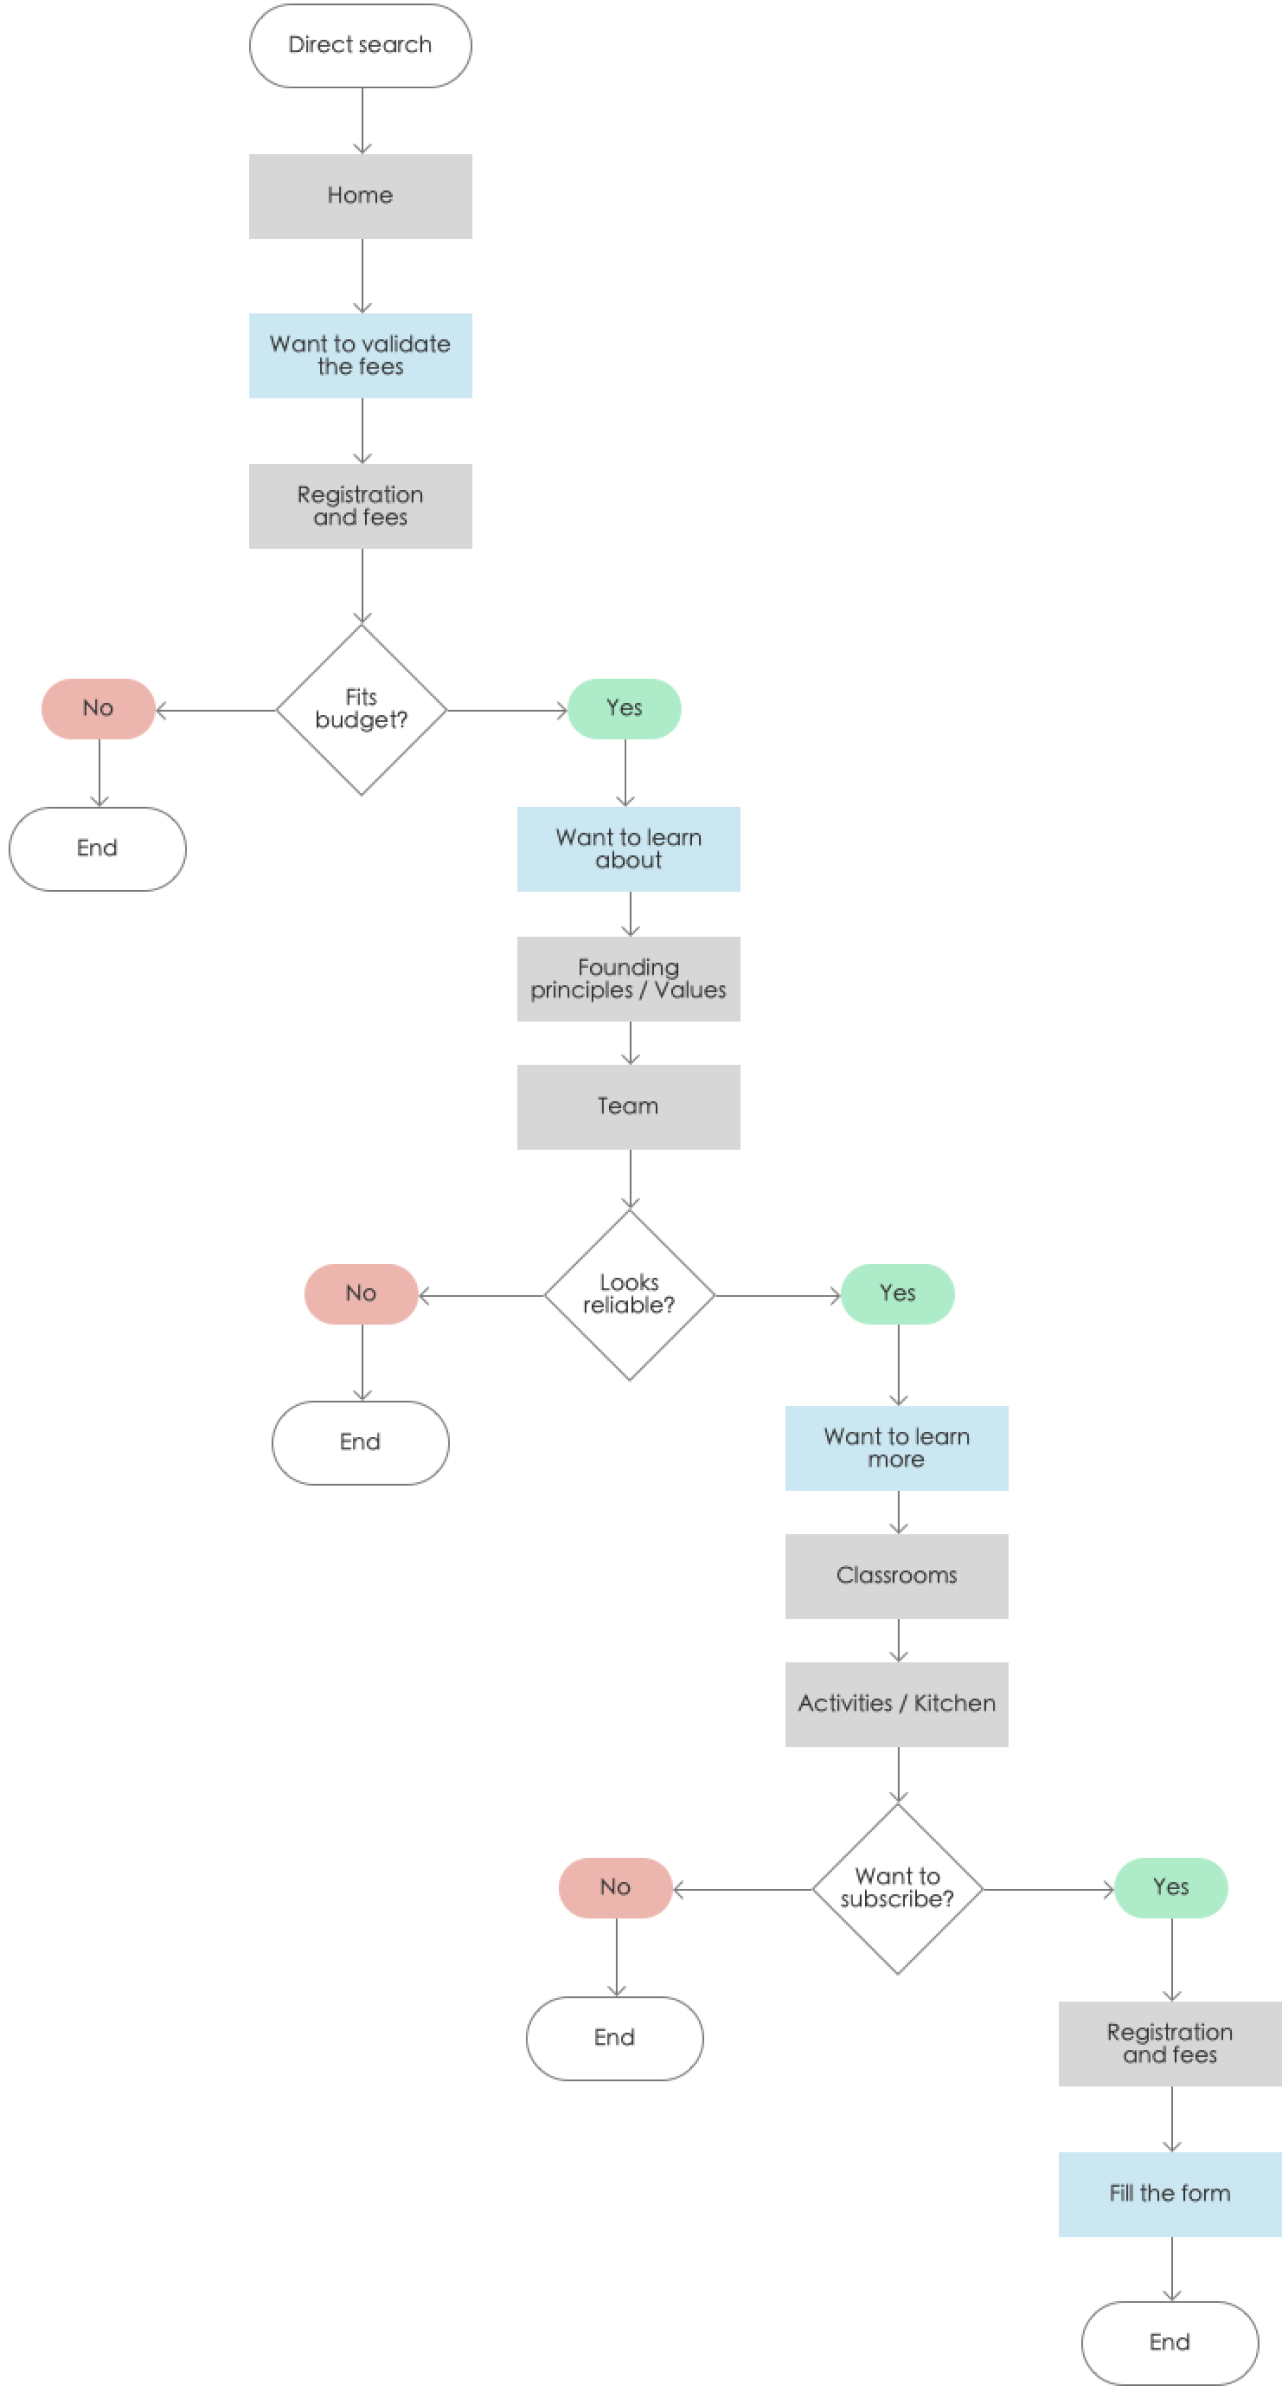 Direct search
Home
Want to validate
the fees
Registration
and fees
Fits
budget?
No
Yes
End
Want to learn
about
Founding
principles / Values
Team
Looks
reliable?
No
Yes
End
Want to learn
more
Classrooms
Activities / Kitchen
Want to
subscribe?
No
Yes
End
Registration
and fees
Fill the form
End